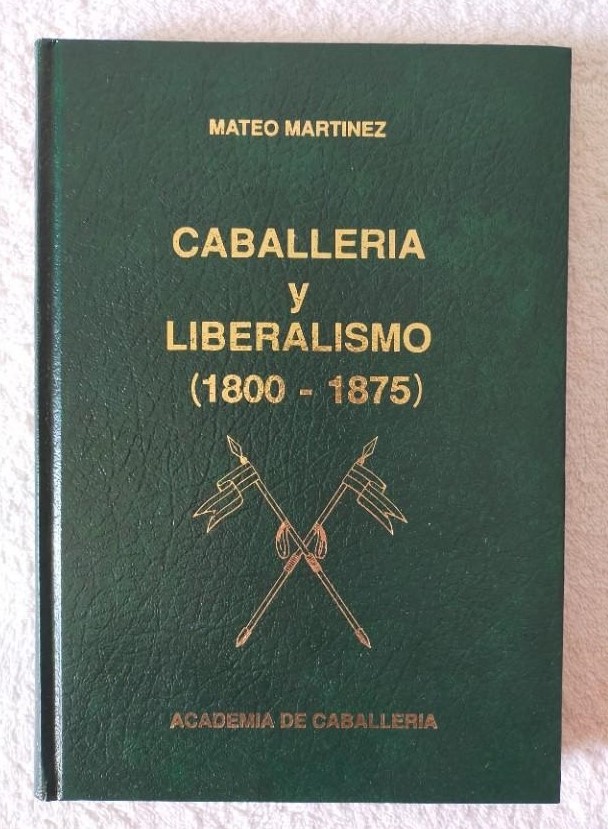 MATEO MARTINEZ
CABALLERIA
y
LIBERALISMO
(1800 - 1875)
ACADEMIA DE CABALLERIA